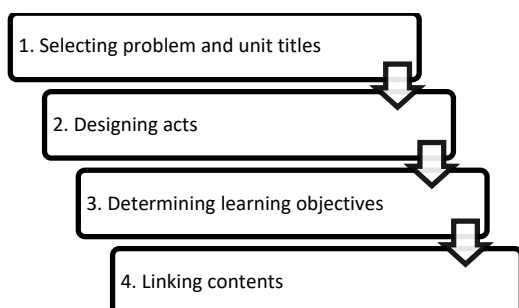 1. Selecting problem and unit titles
2. Designing acts
3. Determining learning objectives
4. Linking contents